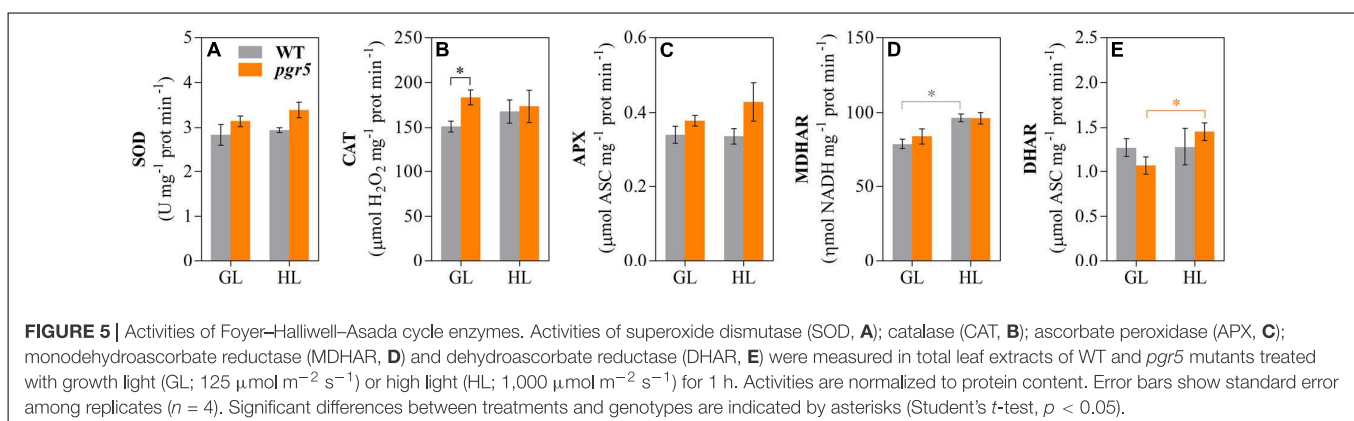 A
SOD
(U mg⁻¹ prot min⁻¹)
5
4
3
2
1
0
WT
pgr5
GL HL
B
CAT
(μmol H₂O₂ mg⁻¹ prot min⁻¹)
250
200
150
100
50
0
*
GL HL
C
APX
(μmol ASC mg⁻¹ prot min⁻¹)
0.6
0.4
0.2
0.0
GL HL
D
MDHAR
(ηmol NADH mg⁻¹ prot min⁻¹)
150
100
50
0
*
GL HL
E
DHAR
(μmol ASC mg⁻¹ prot min⁻¹)
2.0
1.5
1.0
0.5
0.0
*
GL HL
FIGURE 5 | Activities of Foyer–Halliwell–Asada cycle enzymes. Activities of superoxide dismutase (SOD, A); catalase (CAT, B); ascorbate peroxidase (APX, C);
monodehydroascorbate reductase (MDHAR, D) and dehydroascorbate reductase (DHAR, E) were measured in total leaf extracts of WT and pgr5 mutants treated
with growth light (GL; 125 μmol m⁻² s⁻¹) or high light (HL; 1,000 μmol m⁻² s⁻¹) for 1 h. Activities are normalized to protein content. Error bars show standard error
among replicates (n = 4). Significant differences between treatments and genotypes are indicated by asterisks (Student's t-test, p < 0.05).